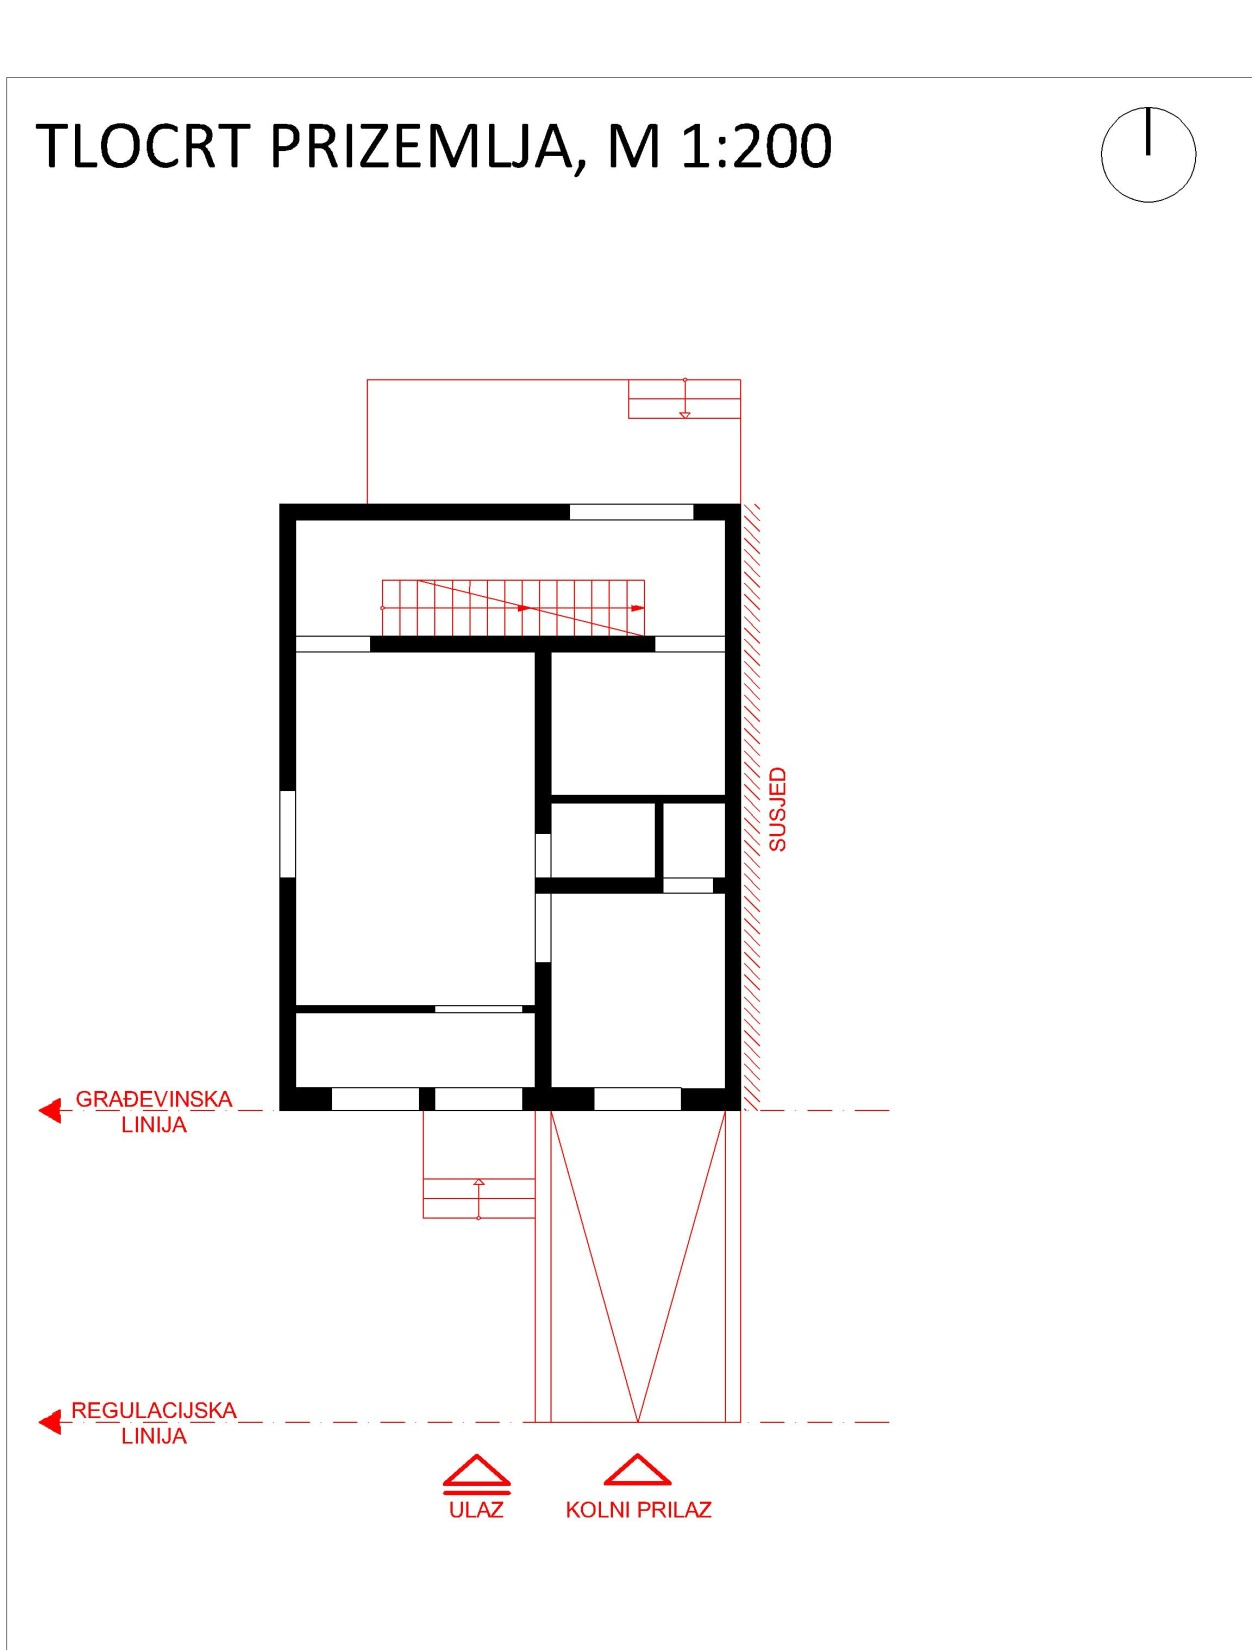 TLOCRT PRIZEMLJA, M 1:200
SUSJED
GRAĐEVINSKA
LINIJA
REGULACIJSKA
LINIJA
ULAZ
KOLNI PRILAZ